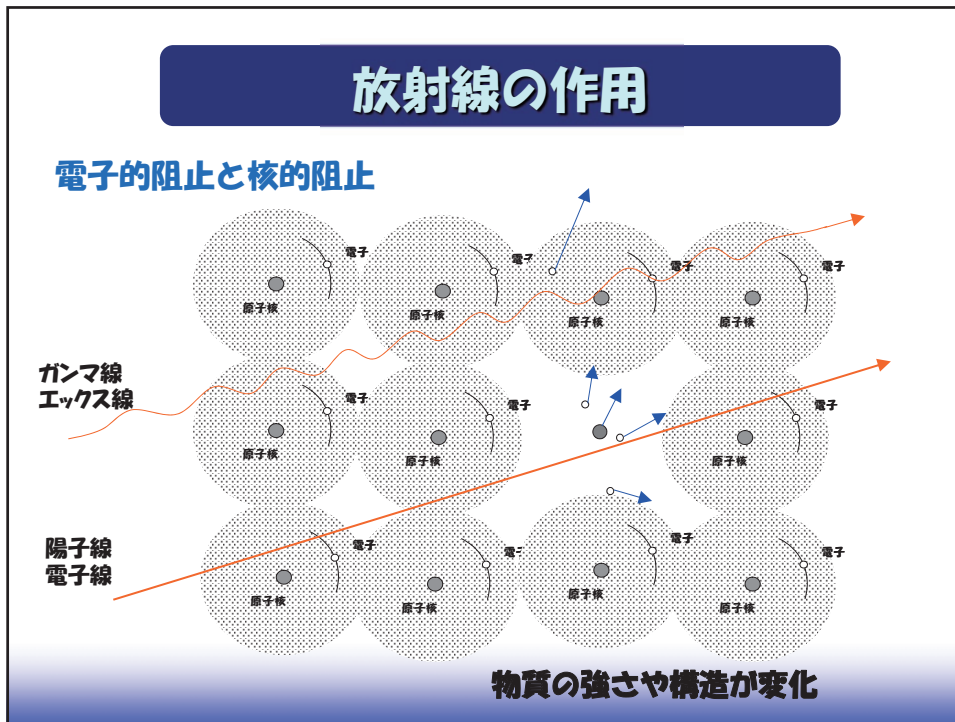 放射線の作用
電子的阻止と核的阻止
電子
電子
電子
電子
原子核
原子核
原子核
原子核
ガンマ線
エックス線
電子
電子
電子
原子核
原子核
原子核
陽子線
電子線
電子
電子
電子
電子
原子核
原子核
原子核
原子核
物質の強さや構造が変化